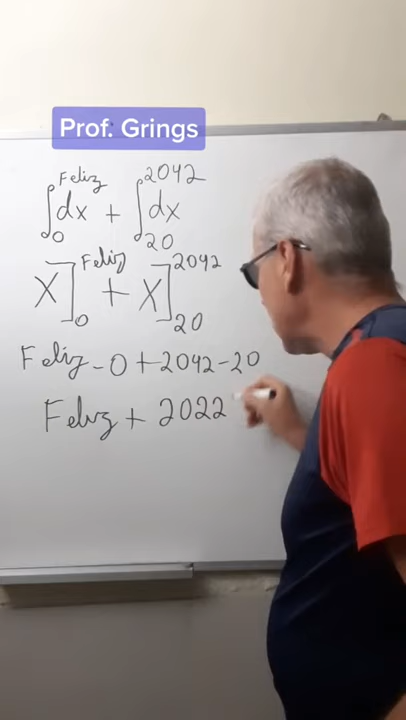 Prof. Grings
∫₀^Feliz dx + ∫₂₀^2042 dx
x]₀^Feliz + x]₂₀^2042
Feliz - 0 + 2042 - 20
Feliz + 2022